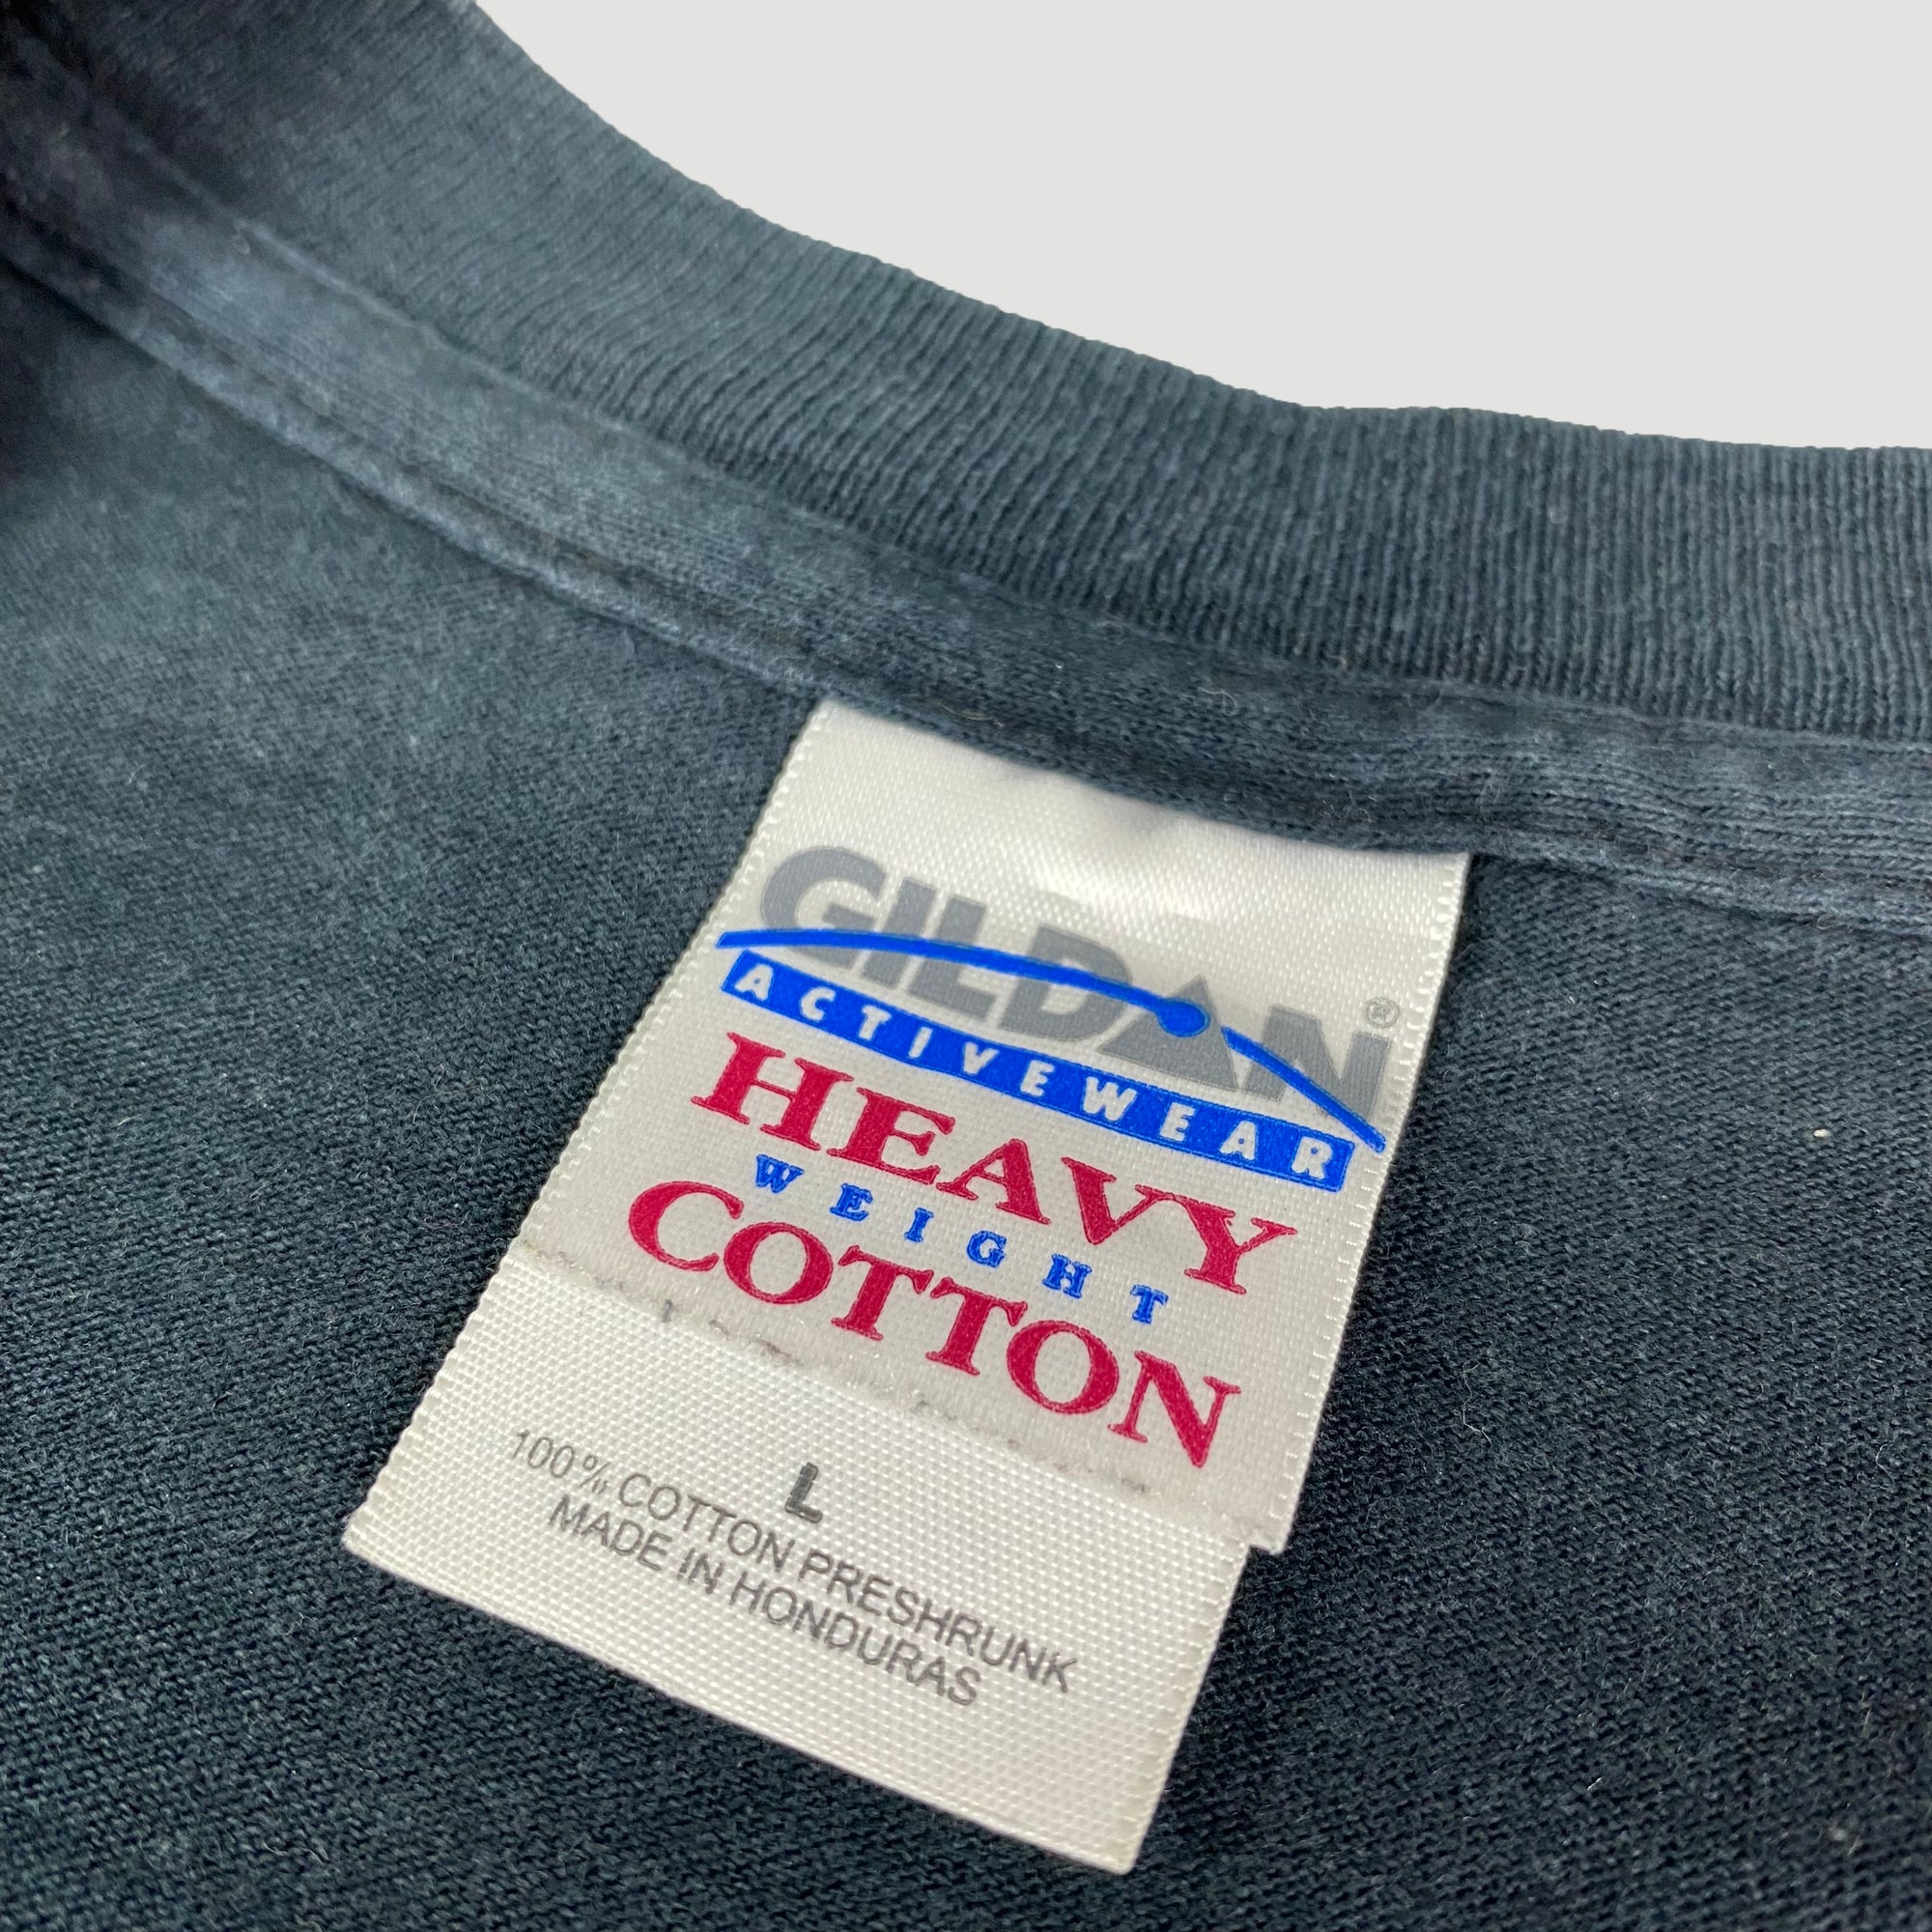 GILDAN®
ACTIVEWEAR
HEAVY
WEIGHT
COTTON
L
100% COTTON PRESHRUNK
MADE IN HONDURAS